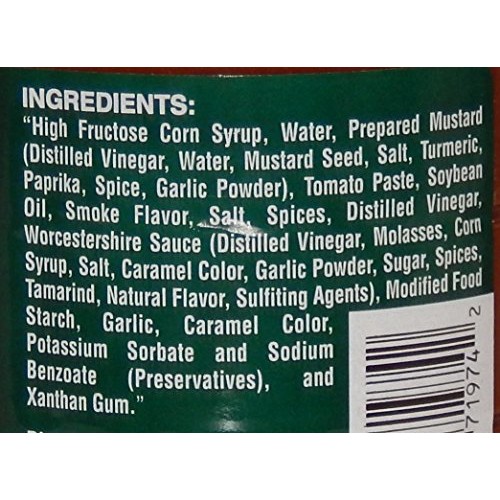 INGREDIENTS:
“High Fructose Corn Syrup, Water, Prepared Mustard
(Distilled Vinegar, Water, Mustard Seed, Salt, Turmeric,
Paprika, Spice, Garlic Powder), Tomato Paste, Soybean
Oil, Smoke Flavor, Salt, Spices, Distilled Vinegar,
Worcestershire Sauce (Distilled Vinegar, Molasses, Corn
Syrup, Salt, Caramel Color, Garlic Powder, Sugar, Spices,
Tamarind, Natural Flavor, Sulfiting Agents), Modified Food
Starch, Garlic, Caramel Color,
Potassium Sorbate and Sodium
Benzoate (Preservatives), and
Xanthan Gum.”
71974 2